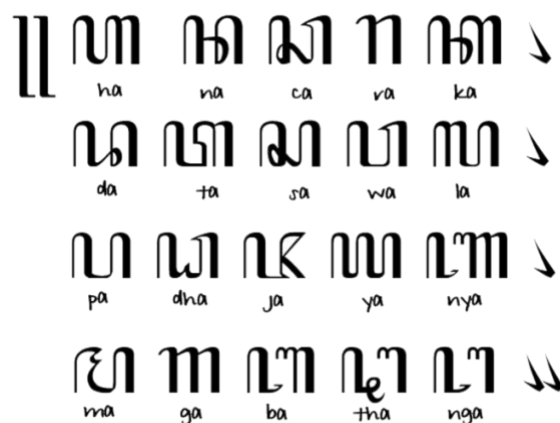 ꧋ ꦲ ꦤ ꦕ ꦫ ꦏ ꧈
ha na ca ra ka
ꦢ ꦠ ꦱ ꦮ ꦭ ꧈
da ta sa wa la
ꦥ ꦝ ꦗ ꦪ ꦚ ꧈
pa dha ja ya nya
ꦩ ꦒ ꦧ ꦛ ꦔ ꧉
ma ga ba tha nga